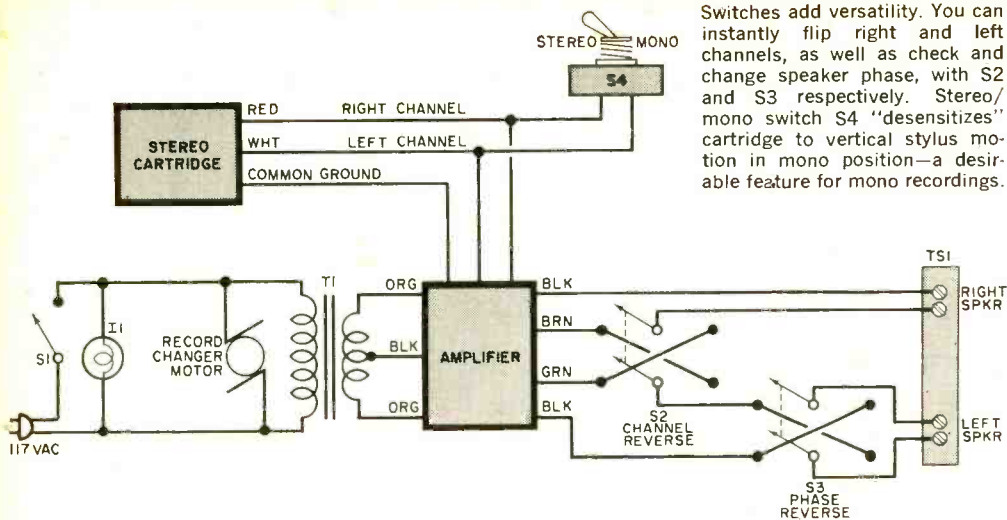 Switches add versatility. You can
instantly flip right and left
channels, as well as check and
change speaker phase, with S2
and S3 respectively. Stereo/
mono switch S4 "desensitizes"
cartridge to vertical stylus mo-
tion in mono position—a desir-
able feature for mono recordings.
STEREO MONO
S4
RED RIGHT CHANNEL
WHT LEFT CHANNEL
COMMON GROUND
STEREO
CARTRIDGE
S1
I1
117 VAC
RECORD
CHANGER
MOTOR
T1
ORG
BLK
ORG
AMPLIFIER
BLK
BRN
GRN
BLK
S2
CHANNEL
REVERSE
S3
PHASE
REVERSE
TS1
RIGHT
SPKR
LEFT
SPKR